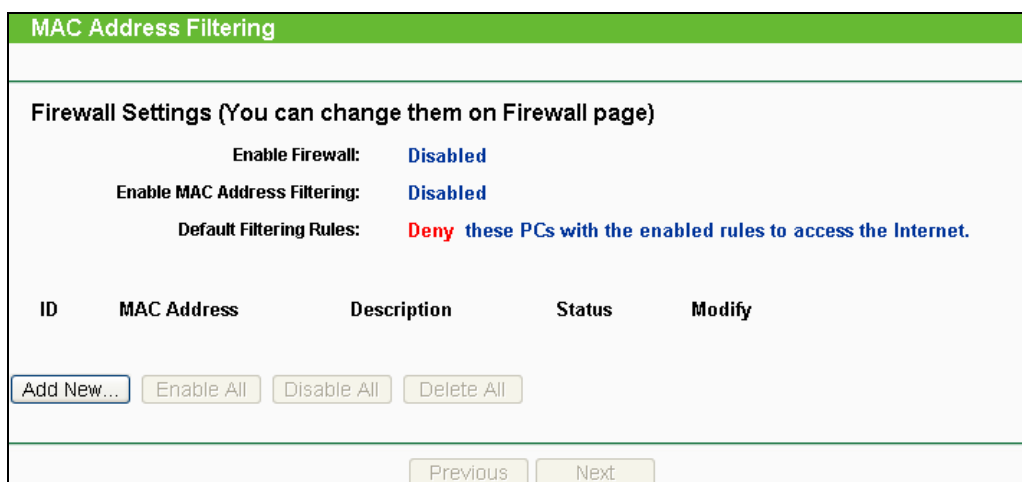 MAC Address Filtering
Firewall Settings (You can change them on Firewall page)
Enable Firewall: Disabled
Enable MAC Address Filtering: Disabled
Default Filtering Rules: Deny these PCs with the enabled rules to access the Internet.
ID MAC Address Description Status Modify
Add New... Enable All Disable All Delete All
Previous Next